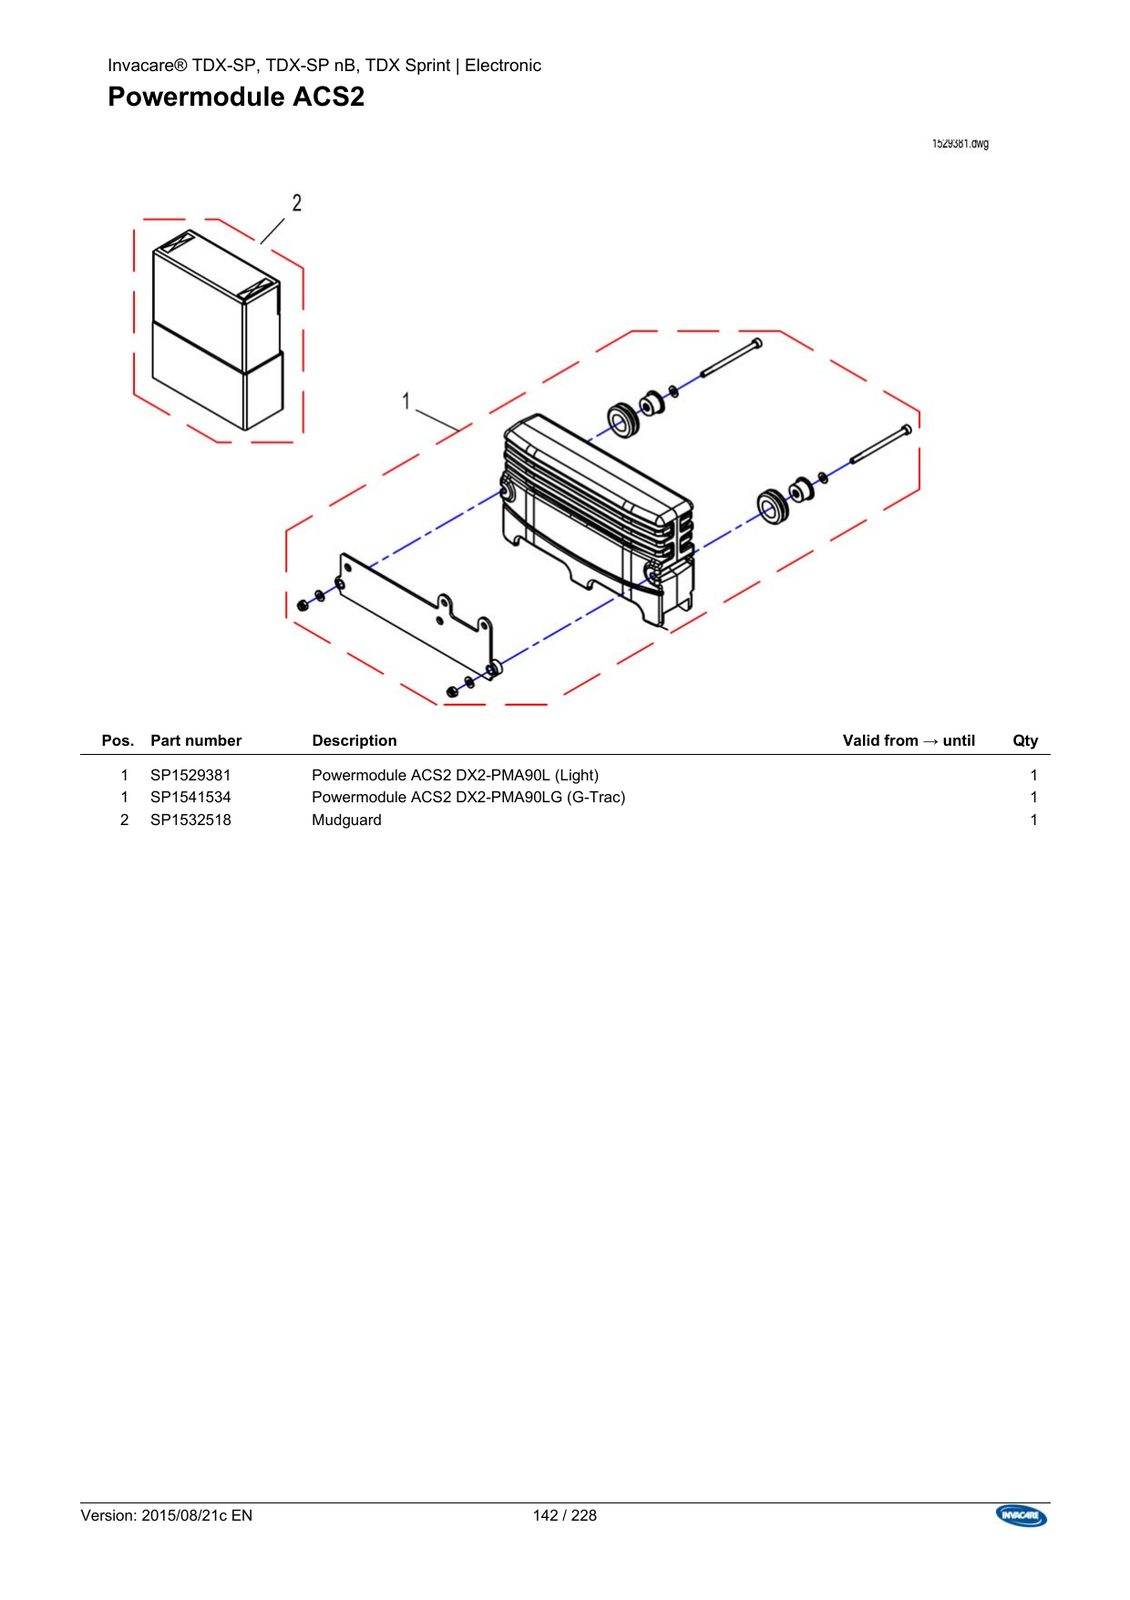 Invacare® TDX-SP, TDX-SP nB, TDX Sprint | Electronic
Powermodule ACS2
1529381.dwg
2
1
Pos. Part number Description Valid from → until Qty
1 SP1529381 Powermodule ACS2 DX2-PMA90L (Light) 1
1 SP1541534 Powermodule ACS2 DX2-PMA90LG (G-Trac) 1
2 SP1532518 Mudguard 1
Version: 2015/08/21c EN 142 / 228
INVACARE